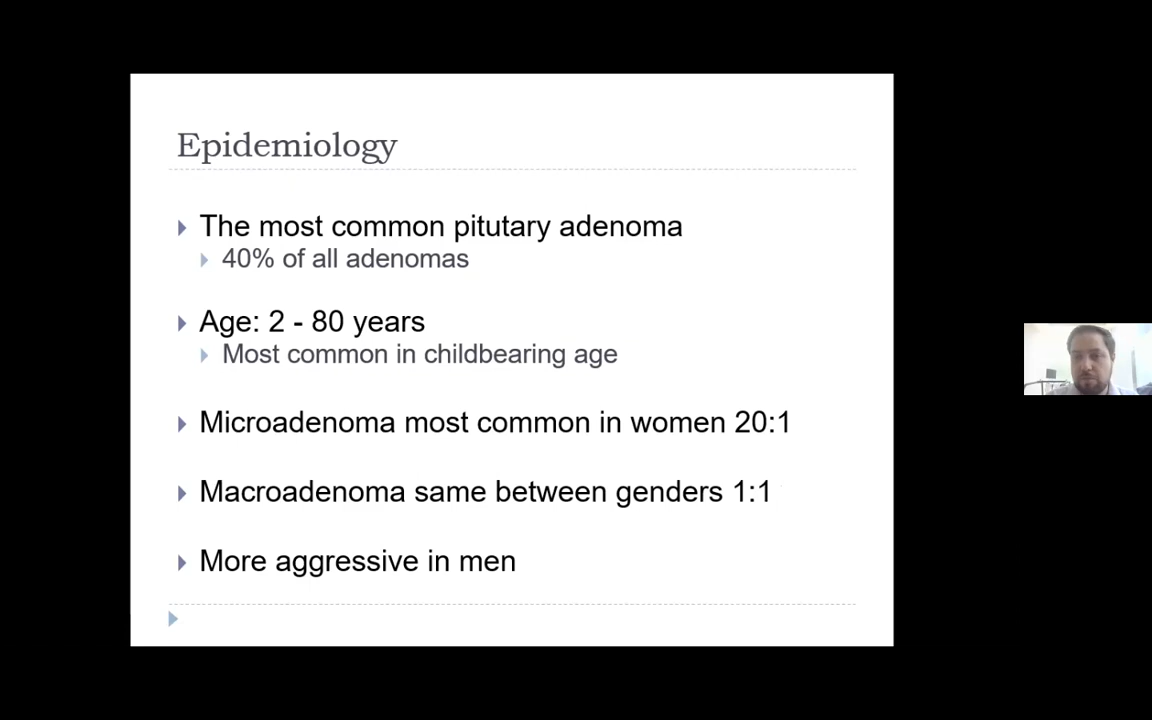 Epidemiology
The most common pitutary adenoma
40% of all adenomas
Age: 2 - 80 years
Most common in childbearing age
Microadenoma most common in women 20:1
Macroadenoma same between genders 1:1
More aggressive in men